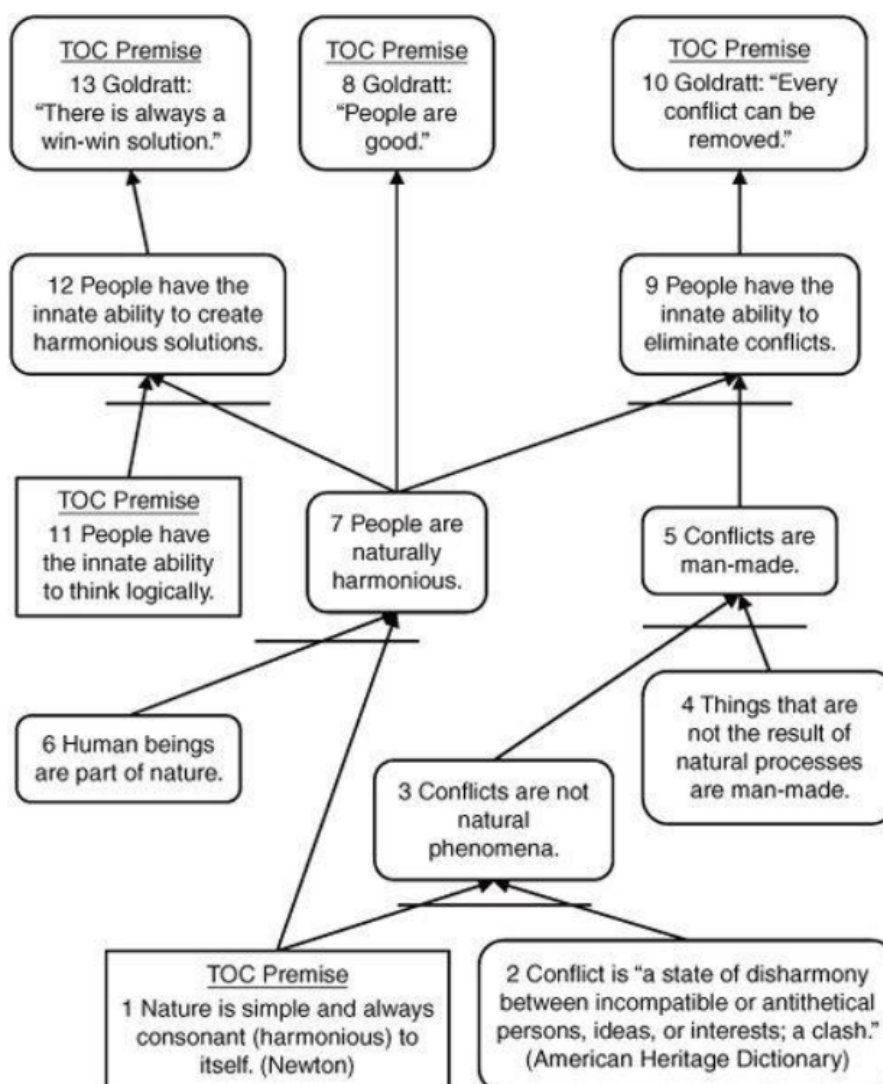 TOC Premise
13 Goldratt:
“There is always a
win-win solution.”
TOC Premise
8 Goldratt:
“People are
good.”
TOC Premise
10 Goldratt: “Every
conflict can be
removed.”
12 People have the
innate ability to create
harmonious solutions.
9 People have the
innate ability to
eliminate conflicts.
TOC Premise
11 People have
the innate ability
to think logically.
7 People are
naturally
harmonious.
5 Conflicts are
man-made.
6 Human beings
are part of nature.
4 Things that are
not the result of
natural processes
are man-made.
3 Conflicts are not
natural
phenomena.
TOC Premise
1 Nature is simple and always
consonant (harmonious) to
itself. (Newton)
2 Conflict is “a state of disharmony
between incompatible or antithetical
persons, ideas, or interests; a clash.”
(American Heritage Dictionary)